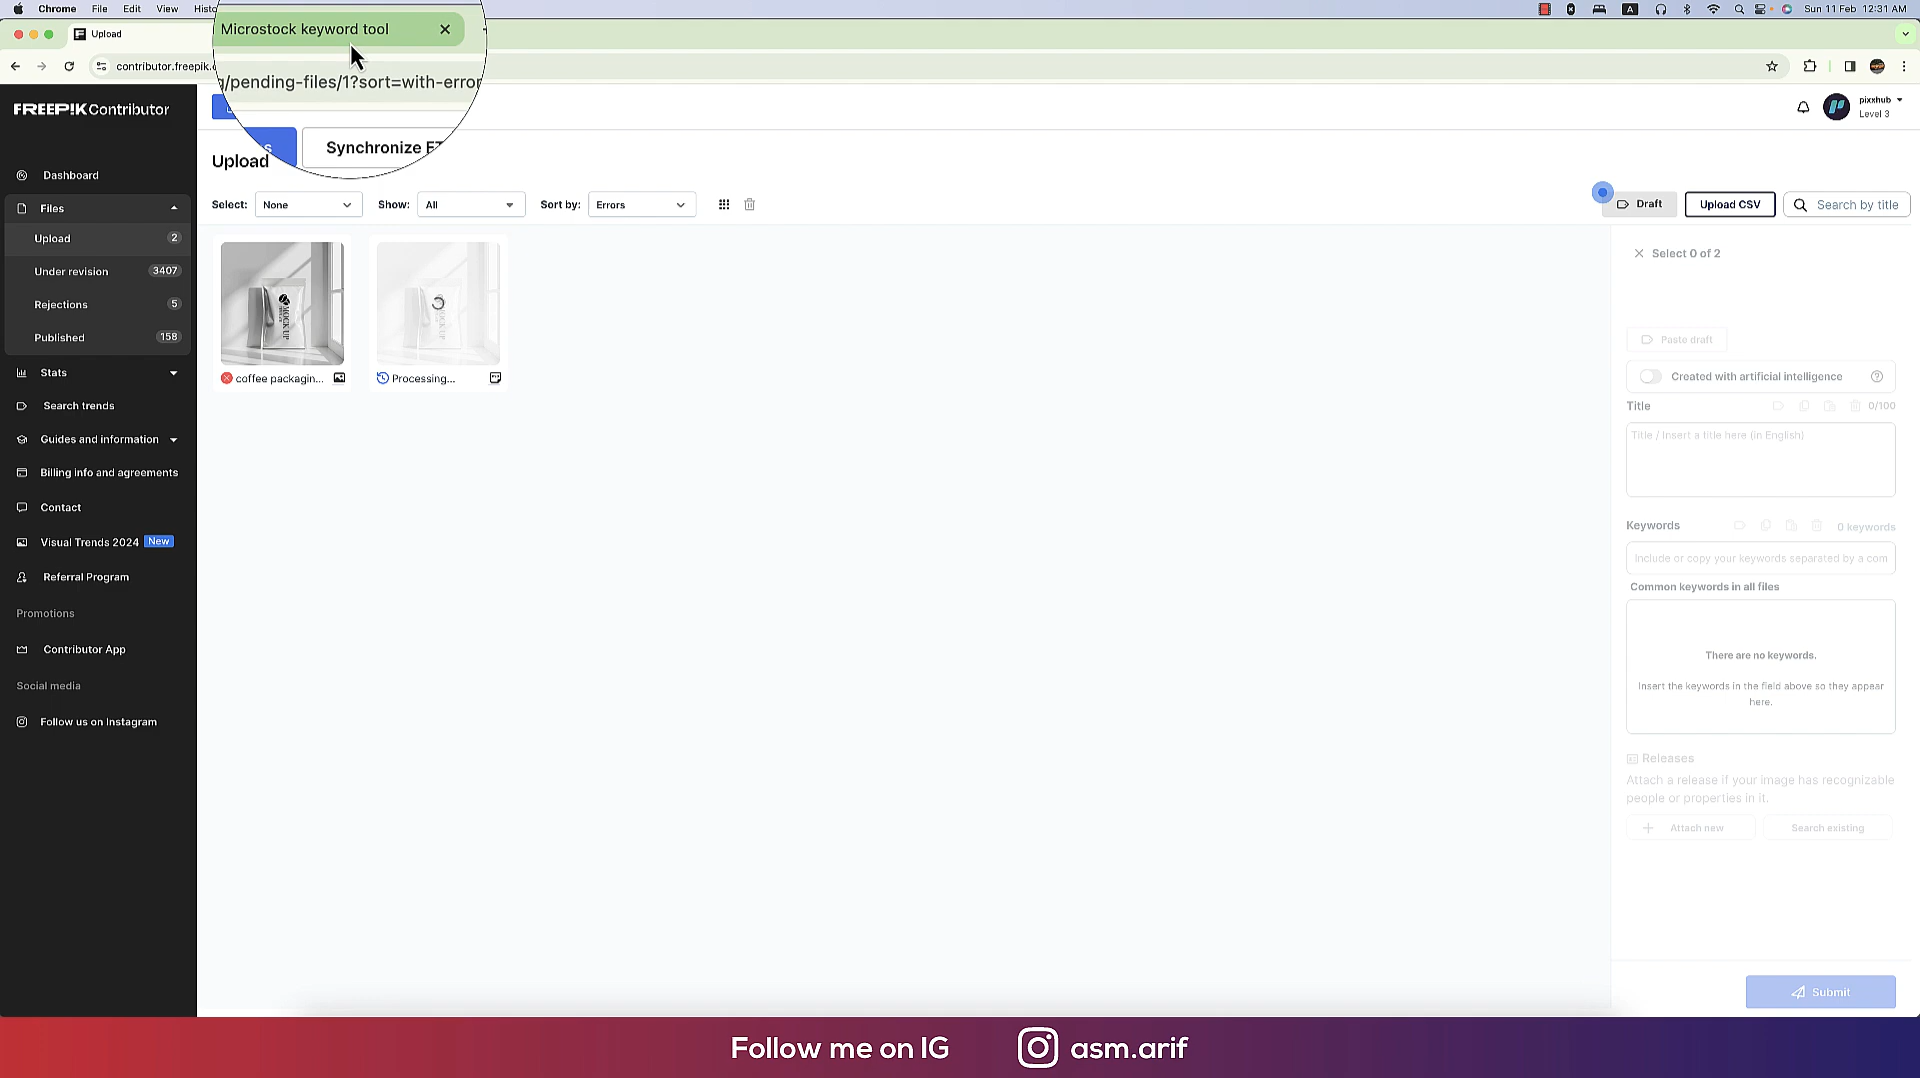 Chrome File Edit View Histo
A Sun 11 Feb 12:31 AM
Upload
Microstock keyword tool
contributor.freepik.c
g/pending-files/1?sort=with-error
FREEP!K Contributor
pixxhub
Level 3
Synchronize FT
Upload
Dashboard
Files
Upload 2
Under revision 3407
Rejections 5
Published 158
Stats
Search trends
Guides and information
Billing info and agreements
Contact
Visual Trends 2024 New
Referral Program
Promotions
Contributor App
Social media
Follow us on Instagram
Select: None Show: All Sort by: Errors
Draft Upload CSV Search by title
MOCK UP
coffee packagin...
MOCK UP
Processing...
Select 0 of 2
Paste draft
Created with artificial intelligence
Title 0/100
Title / Insert a title here (in English)
Keywords 0 keywords
Include or copy your keywords separated by a com
Common keywords in all files
There are no keywords.
Insert the keywords in the field above so they appear
here.
Releases
Attach a release if your image has recognizable
people or properties in it.
Attach new Search existing
Submit
Follow me on IG asm.arif